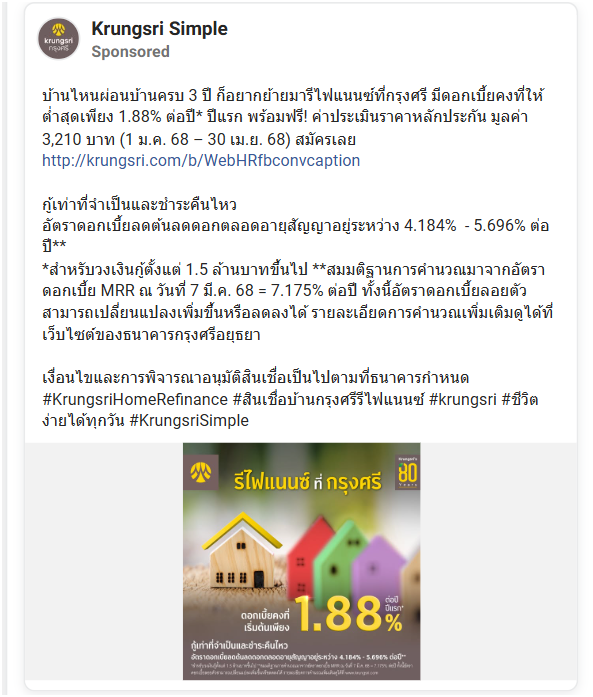 Krungsri Simple
Sponsored
krungsri
กรุงศรี
บ้านไหนผ่อนบ้านครบ 3 ปี ก็อยากย้ายมารีไฟแนนซ์ที่กรุงศรี มีดอกเบี้ยคงที่ให้
ต่ำสุดเพียง 1.88% ต่อปี* ปีแรก พร้อมฟรี! ค่าประเมินราคาหลักประกัน มูลค่า
3,210 บาท (1 ม.ค. 68 – 30 เม.ย. 68) สมัครเลย
http://krungsri.com/b/WebHRfbconvcaption
กู้เท่าที่จำเป็นและชำระคืนไหว
อัตราดอกเบี้ยลดต้นลดดอกตลอดอายุสัญญาอยู่ระหว่าง 4.184% - 5.696% ต่อ
ปี**
*สำหรับวงเงินกู้ตั้งแต่ 1.5 ล้านบาทขึ้นไป **สมมติฐานการคำนวณมาจากอัตรา
ดอกเบี้ย MRR ณ วันที่ 7 มี.ค. 68 = 7.175% ต่อปี ทั้งนี้อัตราดอกเบี้ยลอยตัว
สามารถเปลี่ยนแปลงเพิ่มขึ้นหรือลดลงได้ รายละเอียดการคำนวณเพิ่มเติมดูได้ที่
เว็บไซต์ของธนาคารกรุงศรีอยุธยา
เงื่อนไขและการพิจารณาอนุมัติสินเชื่อเป็นไปตามที่ธนาคารกำหนด
#KrungsriHomeRefinance #สินเชื่อบ้านกรุงศรีรีไฟแนนซ์ #krungsri #ชีวิต
ง่ายได้ทุกวัน #KrungsriSimple
รีไฟแนนซ์ ที่ กรุงศรี
Krungsri's
80
Years
ดอกเบี้ยคงที่
เริ่มต้นเพียง
1.88%
ต่อปี
ปีแรก*
กู้เท่าที่จำเป็นและชำระคืนไหว
อัตราดอกเบี้ยลดต้นลดดอกตลอดอายุสัญญาอยู่ระหว่าง 4.184% - 5.696% ต่อปี**